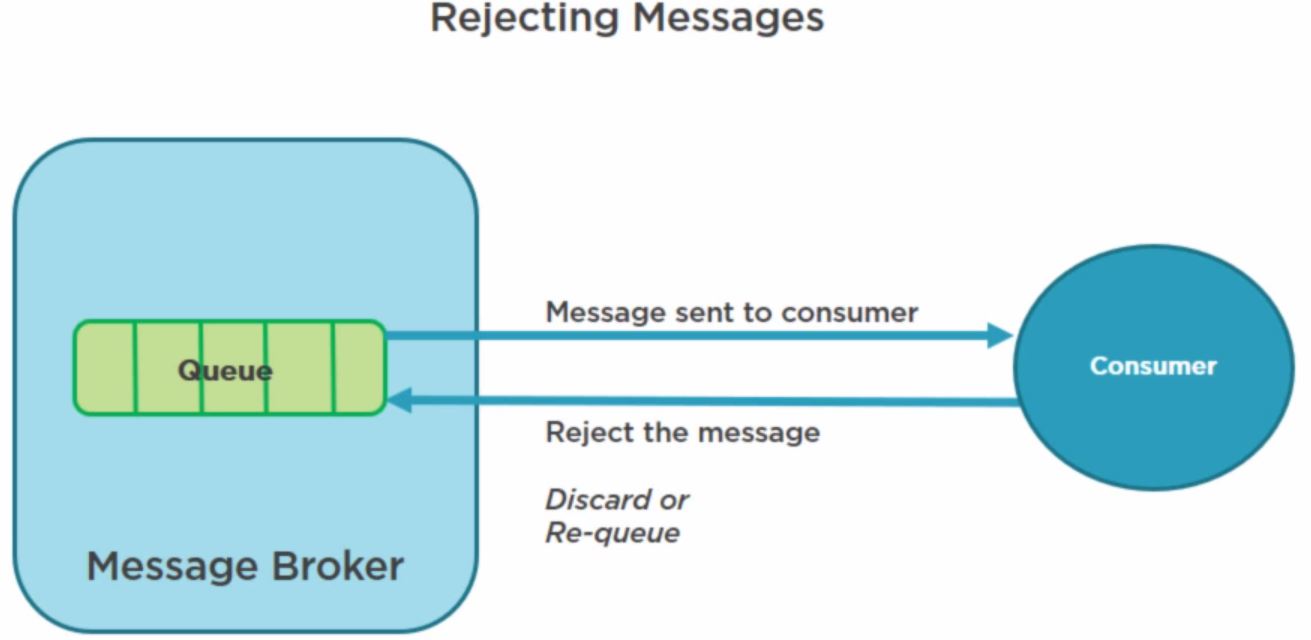 Rejecting Messages
Message sent to consumer
Queue
Consumer
Reject the message
Discard or
Re-queue
Message Broker